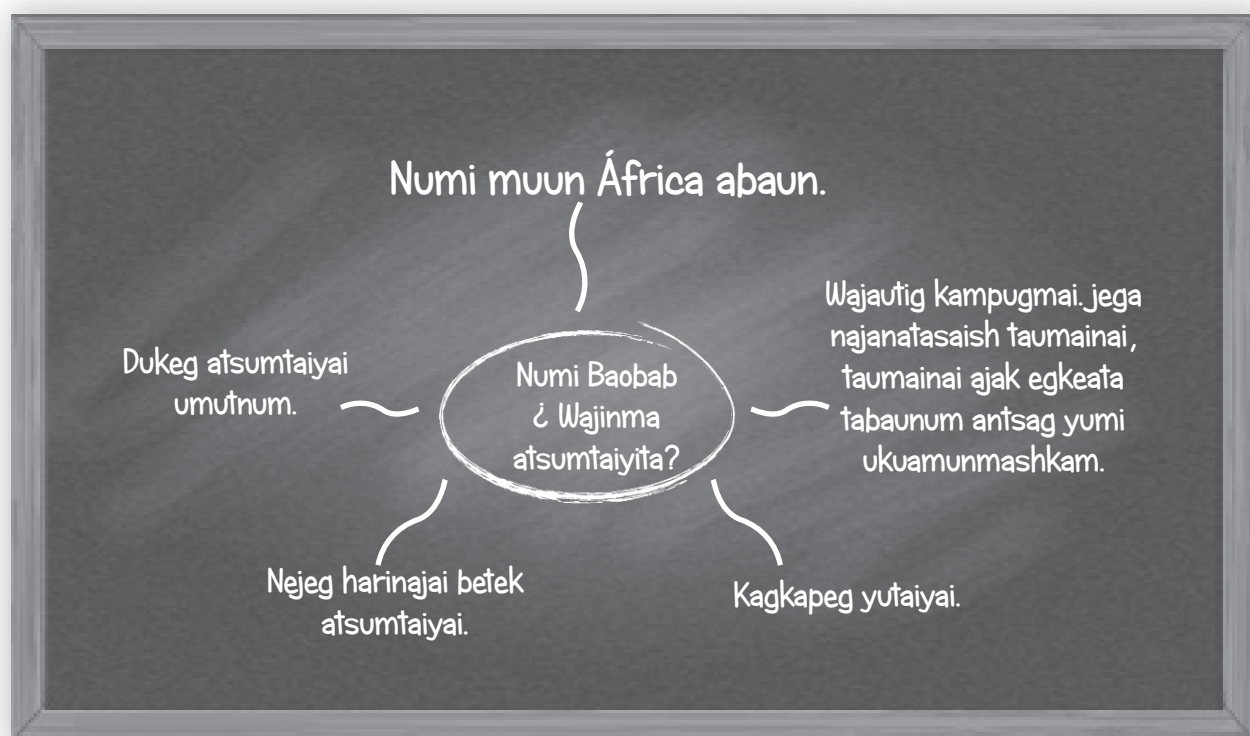 Numi muun África abaun.
Wajautig kampugmai. jega
najanatasaish taumainai,
taumainai ajak egkeata
tabaunum antsag yumi
ukuamunmashkam.
Dukeg atsumtaiyai
umutnum.
Numi Baobab
¿ Wajinma
atsumtaiyita?
Nejeg harinajai betek
atsumtaiyai.
Kagkapeg yutaiyai.